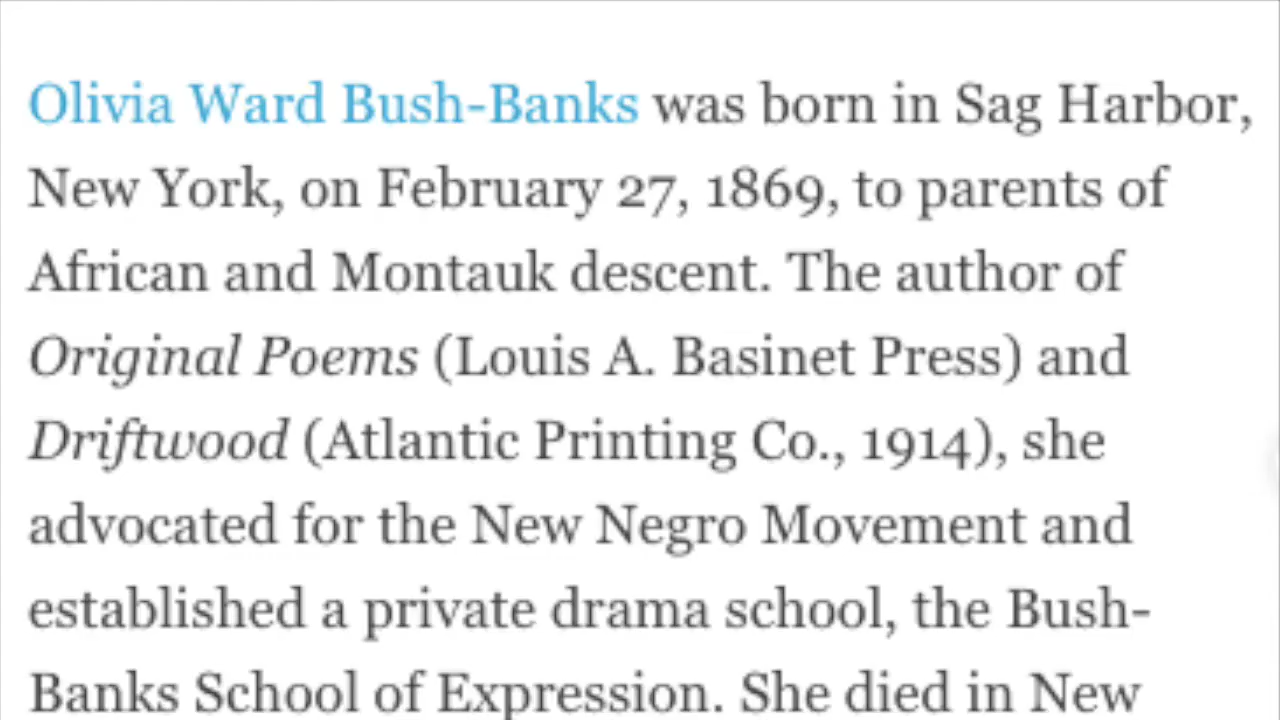 Olivia Ward Bush-Banks was born in Sag Harbor,
New York, on February 27, 1869, to parents of
African and Montauk descent. The author of
Original Poems (Louis A. Basinet Press) and
Driftwood (Atlantic Printing Co., 1914), she
advocated for the New Negro Movement and
established a private drama school, the Bush-
Banks School of Expression. She died in New